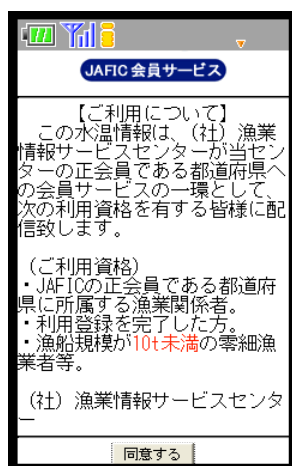 JAFIC 会員サービス
【ご利用について】
この水温情報は、（社）漁業
情報サービスセンターが当セン
ターの正会員である都道府県へ
の会員サービスの一環として、
次の利用資格を有する皆様に配
信致します。
（ご利用資格）
・JAFICの正会員である都道府
県に所属する漁業関係者。
・利用登録を完了した方。
・漁船規模が10t未満の零細漁
業者等。
（社）漁業情報サービスセンタ
ー
同意する